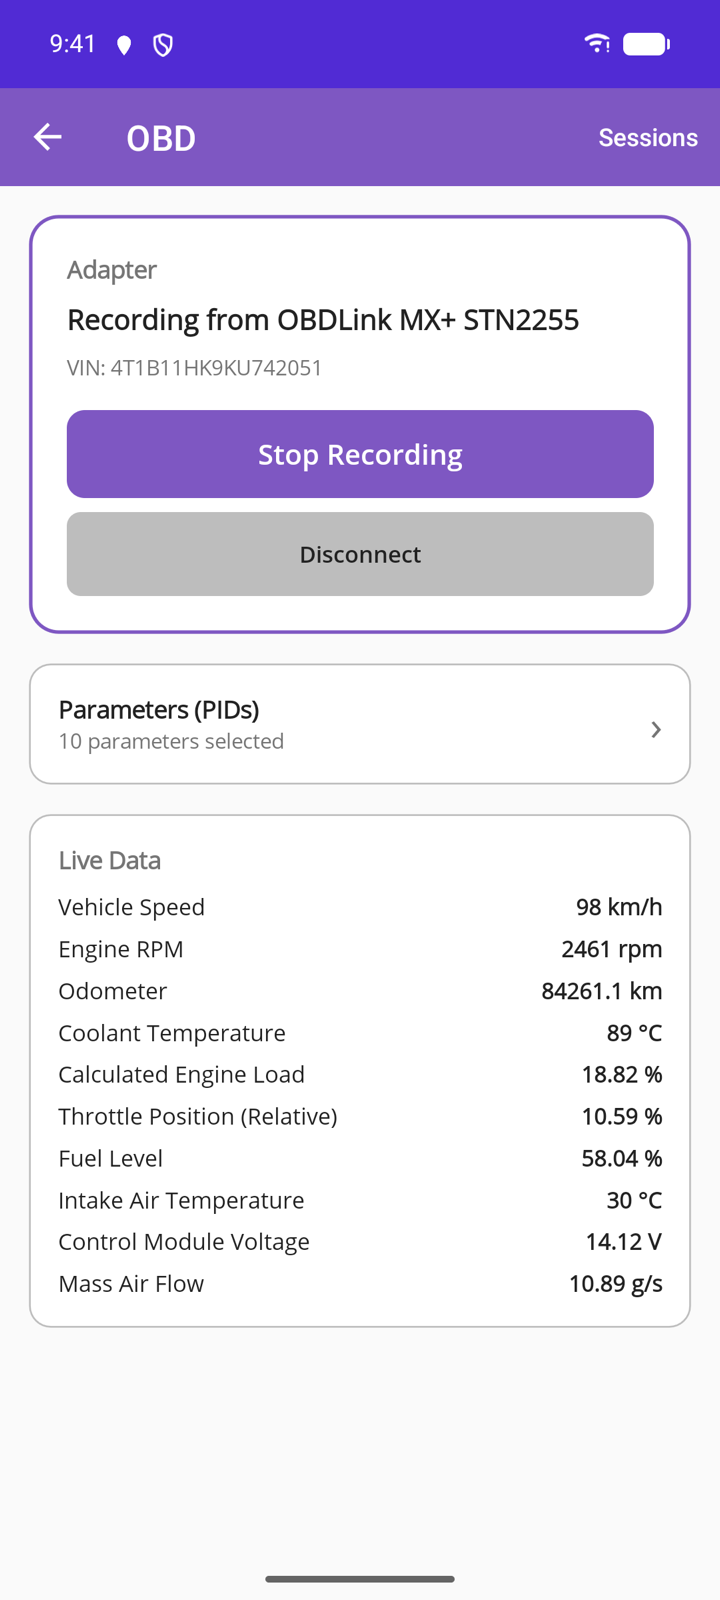 9:41
OBD
Sessions
Adapter
Recording from OBDLink MX+ STN2255
VIN: 4T1B11HK9KU742051
Stop Recording
Disconnect
Parameters (PIDs)
10 parameters selected
Live Data
Vehicle Speed 98 km/h
Engine RPM 2461 rpm
Odometer 84261.1 km
Coolant Temperature 89 °C
Calculated Engine Load 18.82 %
Throttle Position (Relative) 10.59 %
Fuel Level 58.04 %
Intake Air Temperature 30 °C
Control Module Voltage 14.12 V
Mass Air Flow 10.89 g/s